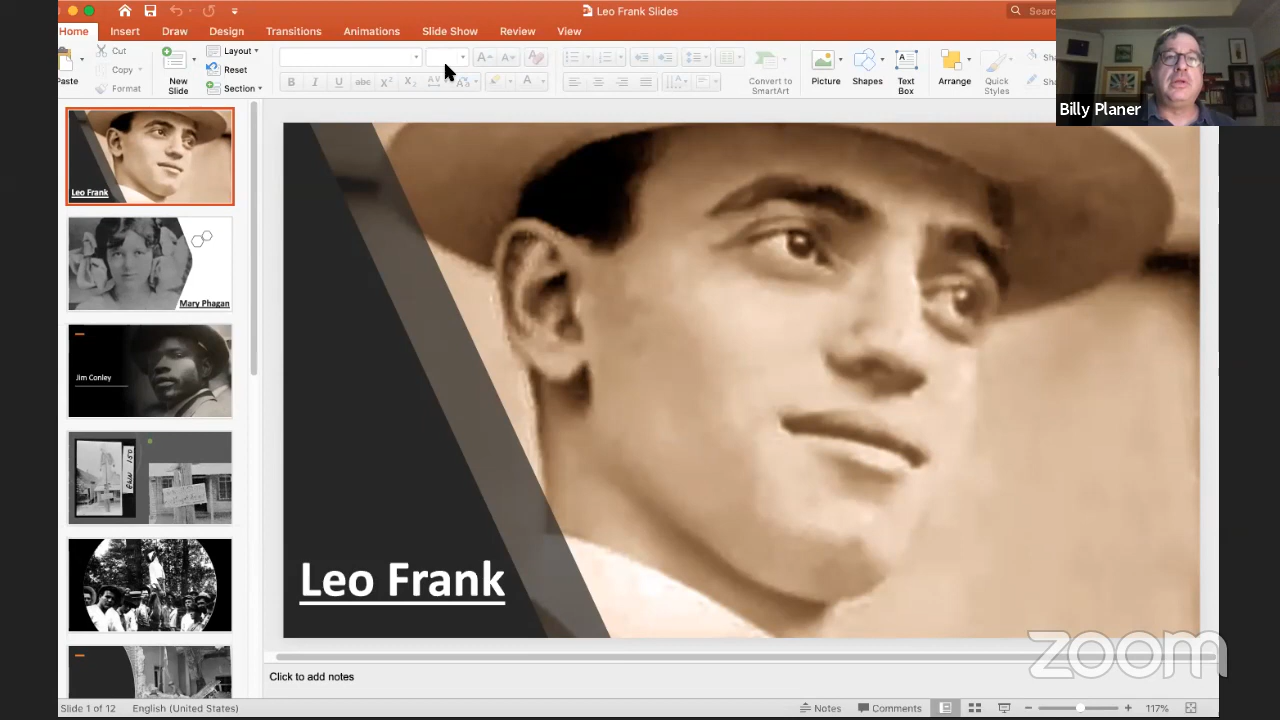 Leo Frank Slides
Searc
Home Insert Draw Design Transitions Animations Slide Show Review View
Paste
Cut
Copy
Format
New
Slide
Layout
Reset
Section
Convert to
SmartArt
Picture
Shapes
Text
Box
Arrange
Quick
Styles
Billy Planer
Leo Frank
Mary Phagan
Jim Conley
Leo Frank
zoom
Click to add notes
Slide 1 of 12 English (United States) Notes Comments 117%